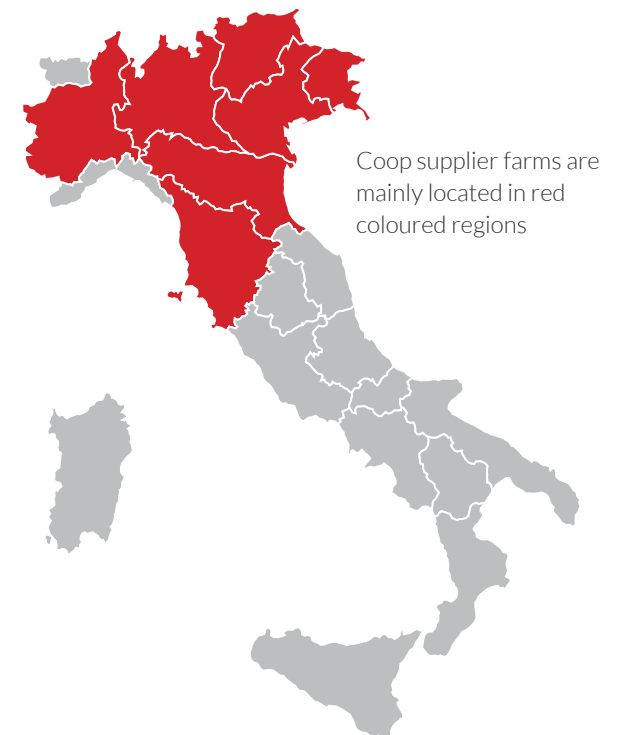 Coop supplier farms are
mainly located in red
coloured regions